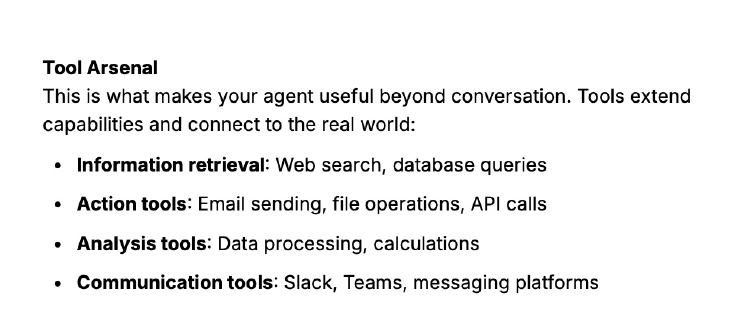 Tool Arsenal
This is what makes your agent useful beyond conversation. Tools extend
capabilities and connect to the real world:
• Information retrieval: Web search, database queries
• Action tools: Email sending, file operations, API calls
• Analysis tools: Data processing, calculations
• Communication tools: Slack, Teams, messaging platforms